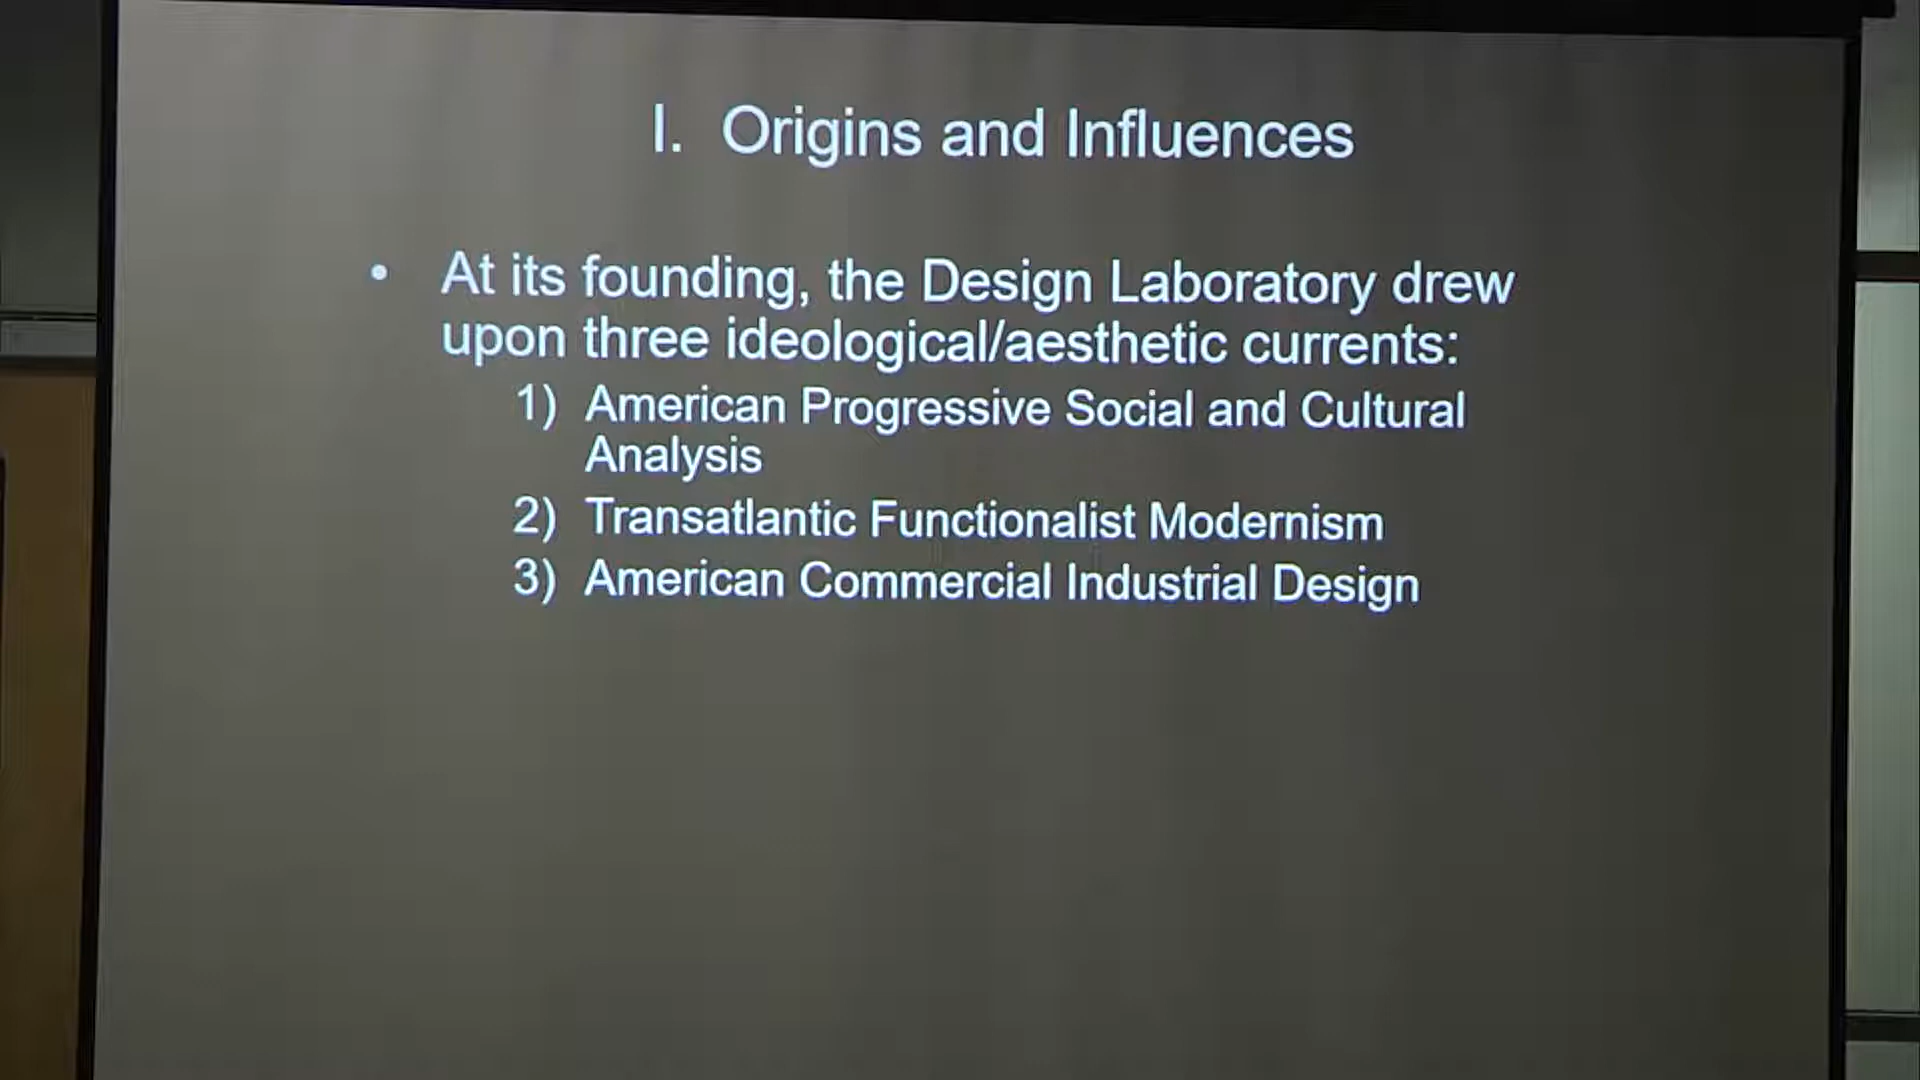 I. Origins and Influences
• At its founding, the Design Laboratory drew
upon three ideological/aesthetic currents:
1) American Progressive Social and Cultural
Analysis
2) Transatlantic Functionalist Modernism
3) American Commercial Industrial Design